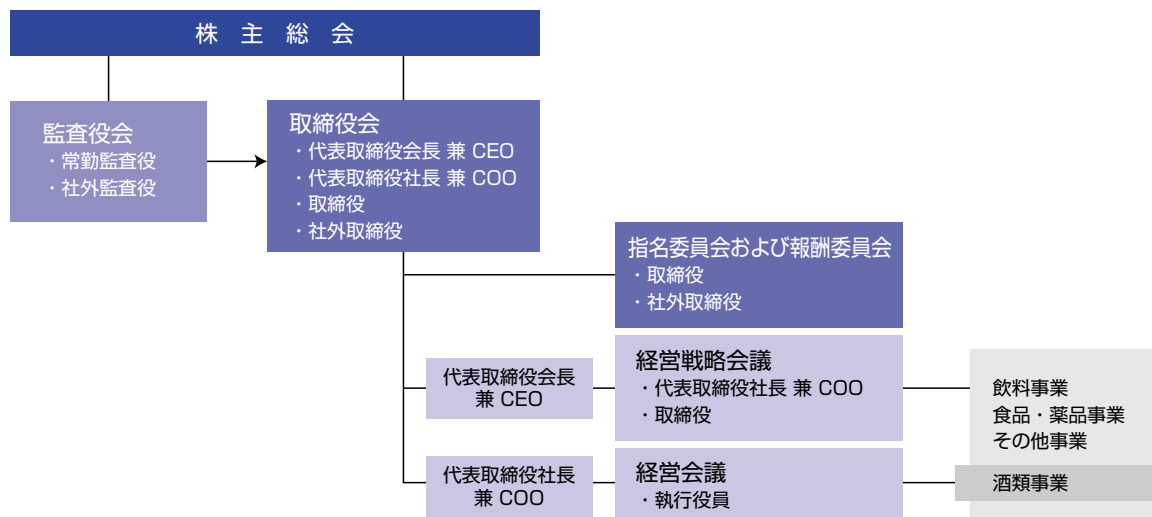 株主総会
監査役会
・常勤監査役
・社外監査役
取締役会
・代表取締役会長 兼 CEO
・代表取締役社長 兼 COO
・取締役
・社外取締役
指名委員会および報酬委員会
・取締役
・社外取締役
代表取締役会長
兼 CEO
経営戦略会議
・代表取締役社長 兼 COO
・取締役
飲料事業
食品・薬品事業
その他事業
代表取締役社長
兼 COO
経営会議
・執行役員
酒類事業